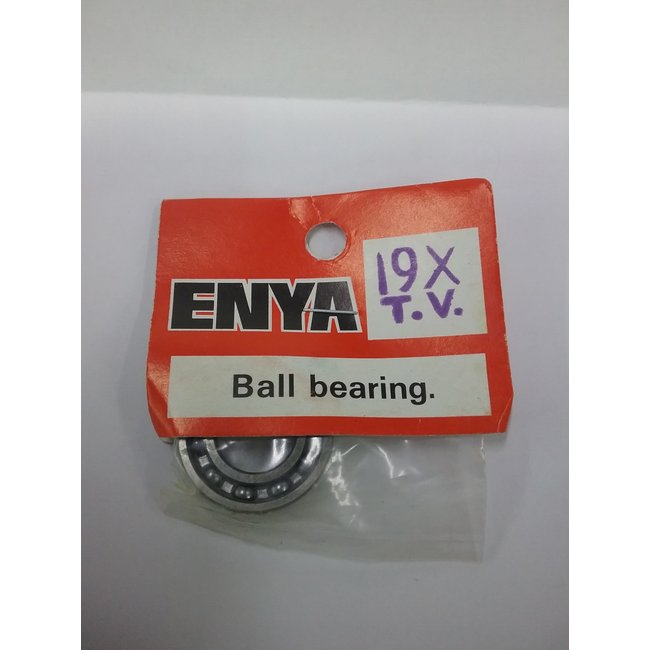 ENYA
19X
T.V.
Ball bearing.